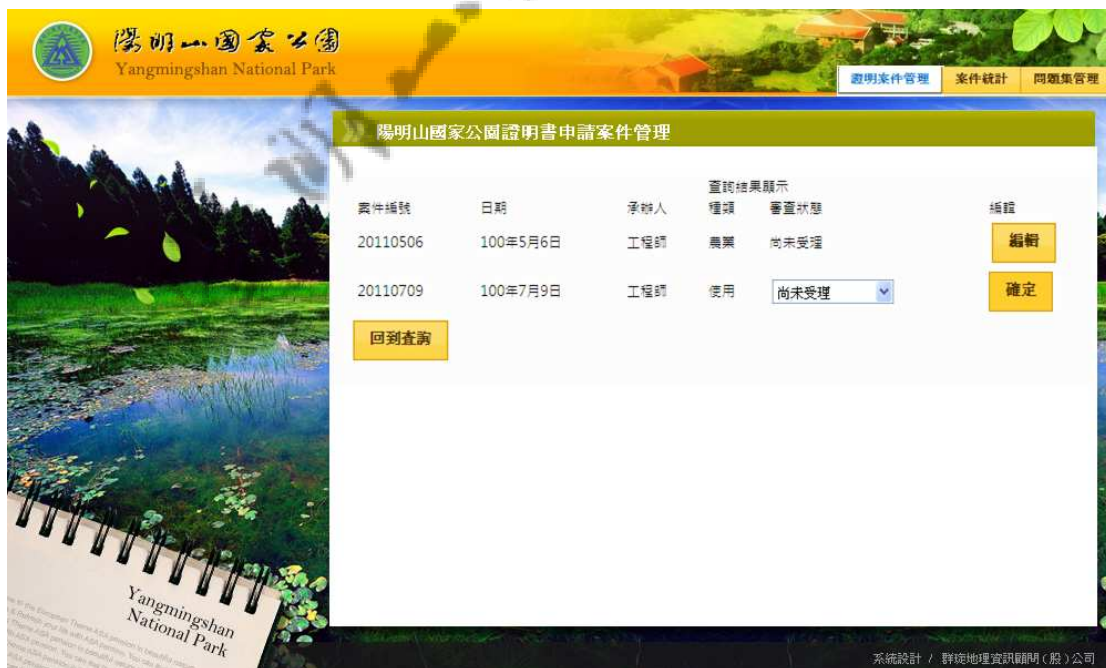 陽明山國家公園
Yangmingshan National Park
證明案件管理 案件統計 問題集管理
陽明山國家公園證明書申請案件管理
查詢結果顯示
案件編號 日期 承辦人 種類 審查狀態 編輯
20110506 100年5月6日 工程師 農業 尚未受理 編輯
20110709 100年7月9日 工程師 使用 尚未受理 確定
回到查詢
Yangmingshan
National Park
系統設計 / 群琁地理資訊顧問(股)公司